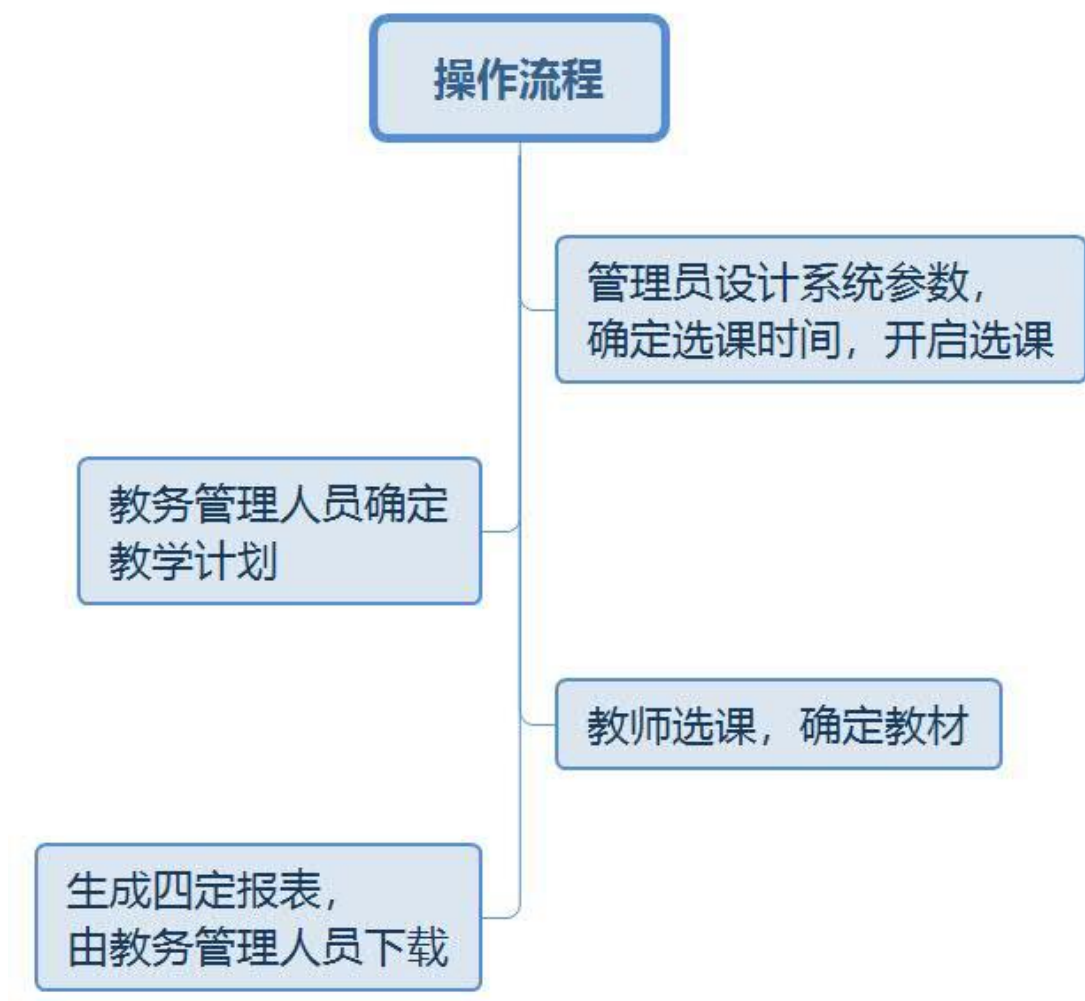 操作流程
管理员设计系统参数，
确定选课时间，开启选课
教务管理人员确定
教学计划
教师选课，确定教材
生成四定报表，
由教务管理人员下载